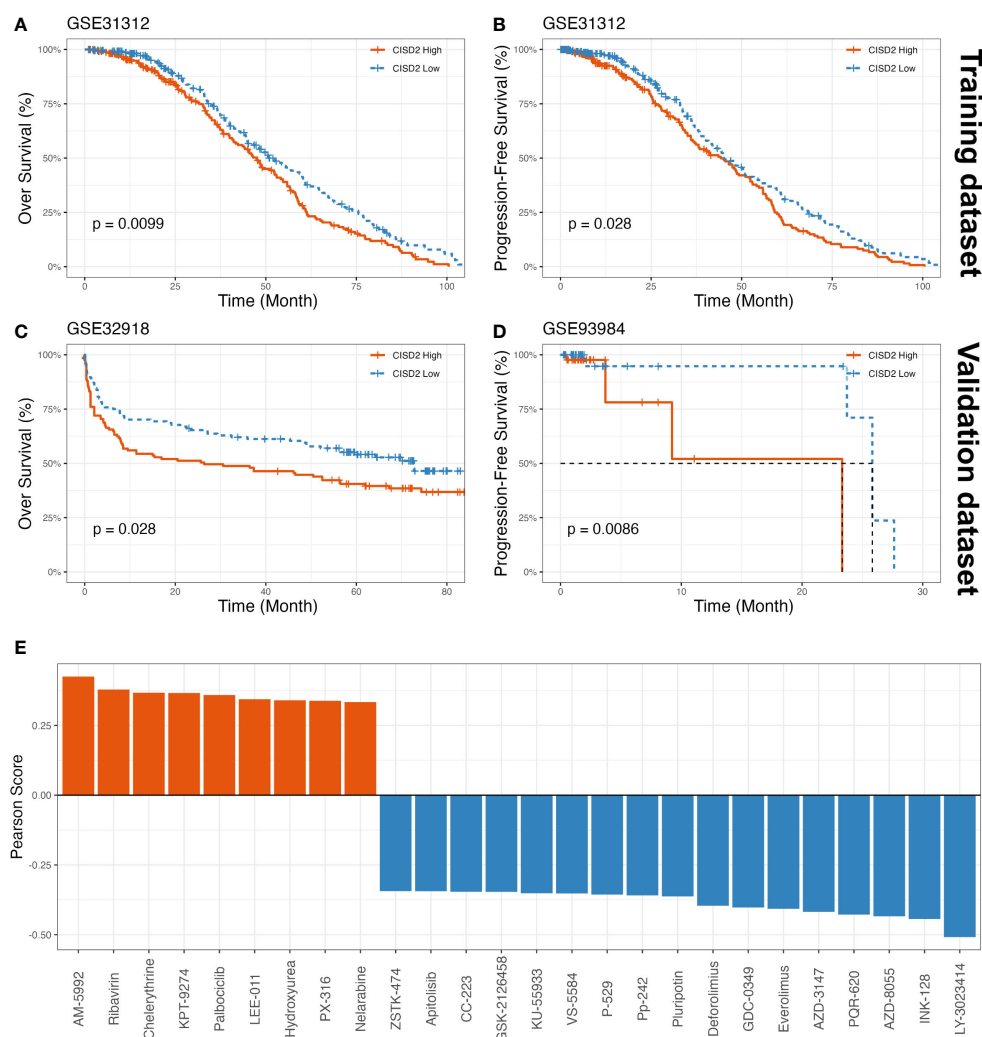 A
GSE31312
100%
75%
50%
25%
0%
Over Survival (%)
CISD2 High
CISD2 Low
p = 0.0099
0
25
50
75
100
Time (Month)
B
GSE31312
100%
75%
50%
25%
0%
Progression-Free Survival (%)
CISD2 High
CISD2 Low
p = 0.028
0
25
50
75
100
Time (Month)
Training dataset
C
GSE32918
100%
75%
50%
25%
0%
Over Survival (%)
CISD2 High
CISD2 Low
p = 0.028
0
20
40
60
80
Time (Month)
D
GSE93984
100%
75%
50%
25%
0%
Progression-Free Survival (%)
CISD2 High
CISD2 Low
p = 0.0086
0
10
20
30
Time (Month)
Validation dataset
E
Pearson Score
0.25
0.00
-0.25
-0.50
AM-5992
Ribavirin
Chelerythrine
KPT-9274
Palbociclib
LEE-011
Hydroxyurea
PX-316
Nelarabine
ZSTK-474
Apitolisib
CC-223
GSK-2126458
KU-55933
VS-5584
P-529
Pp-242
Pluripotin
Deforolimius
GDC-0349
Everolimus
AZD-3147
PQR-620
AZD-8055
INK-128
LY-3023414